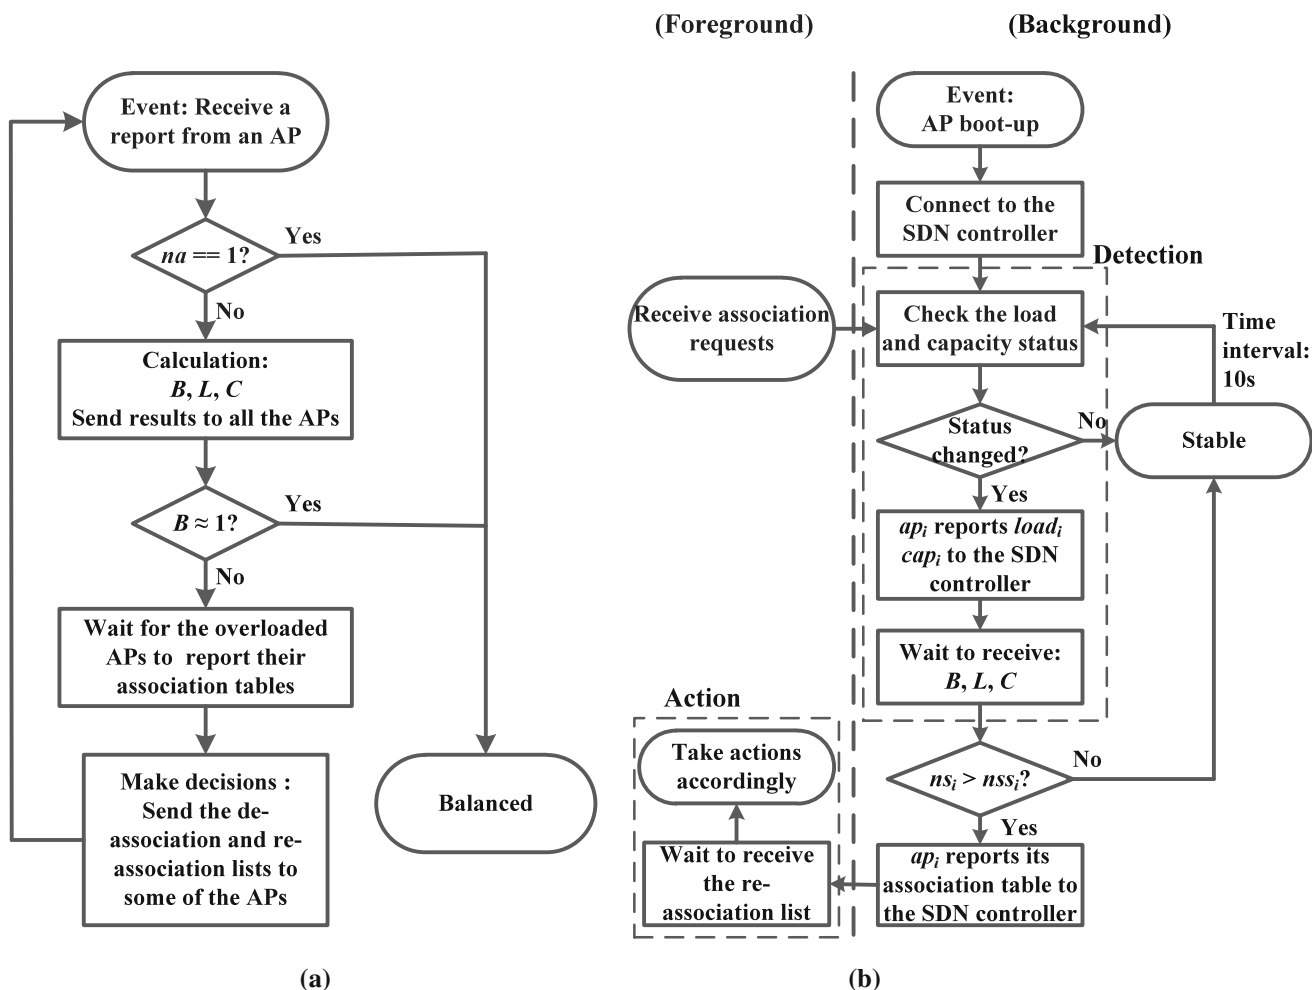 Event: Receive a
report from an AP
na == 1?
Yes
No
Calculation:
B, L, C
Send results to all the APs
B ≈ 1?
Yes
No
Wait for the overloaded
APs to report their
association tables
Make decisions :
Send the de-
association and re-
association lists to
some of the APs
Balanced
(a)
(Foreground)
(Background)
Event:
AP boot-up
Connect to the
SDN controller
Detection
Receive association
requests
Check the load
and capacity status
Time
interval:
10s
Status
changed?
No
Stable
Yes
apᵢ reports loadᵢ
capᵢ to the SDN
controller
Wait to receive:
B, L, C
nsᵢ > nssᵢ?
No
Yes
apᵢ reports its
association table to
the SDN controller
Action
Take actions
accordingly
Wait to receive
the re-
association list
(b)